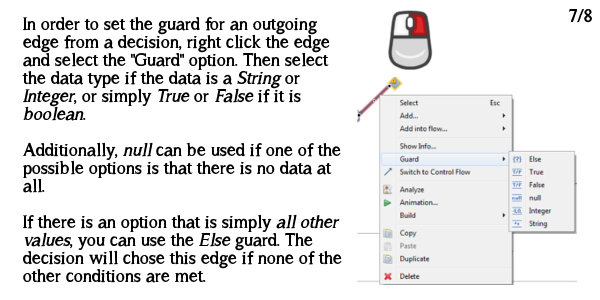 7/8
In order to set the guard for an outgoing
edge from a decision, right click the edge
and select the "Guard" option. Then select
the data type if the data is a String or
Integer, or simply True or False if it is
boolean.
Additionally, null can be used if one of the
possible options is that there is no data at
all.
If there is an option that is simply all other
values, you can use the Else guard. The
decision will chose this edge if none of the
other conditions are met.
Select Esc
Add...
Add into flow...
Show Info...
Guard
Switch to Control Flow
Analyze
Animation...
Build
Copy
Paste
Duplicate
Delete
{?} Else
T/F True
T/F False
null null
Integer
String